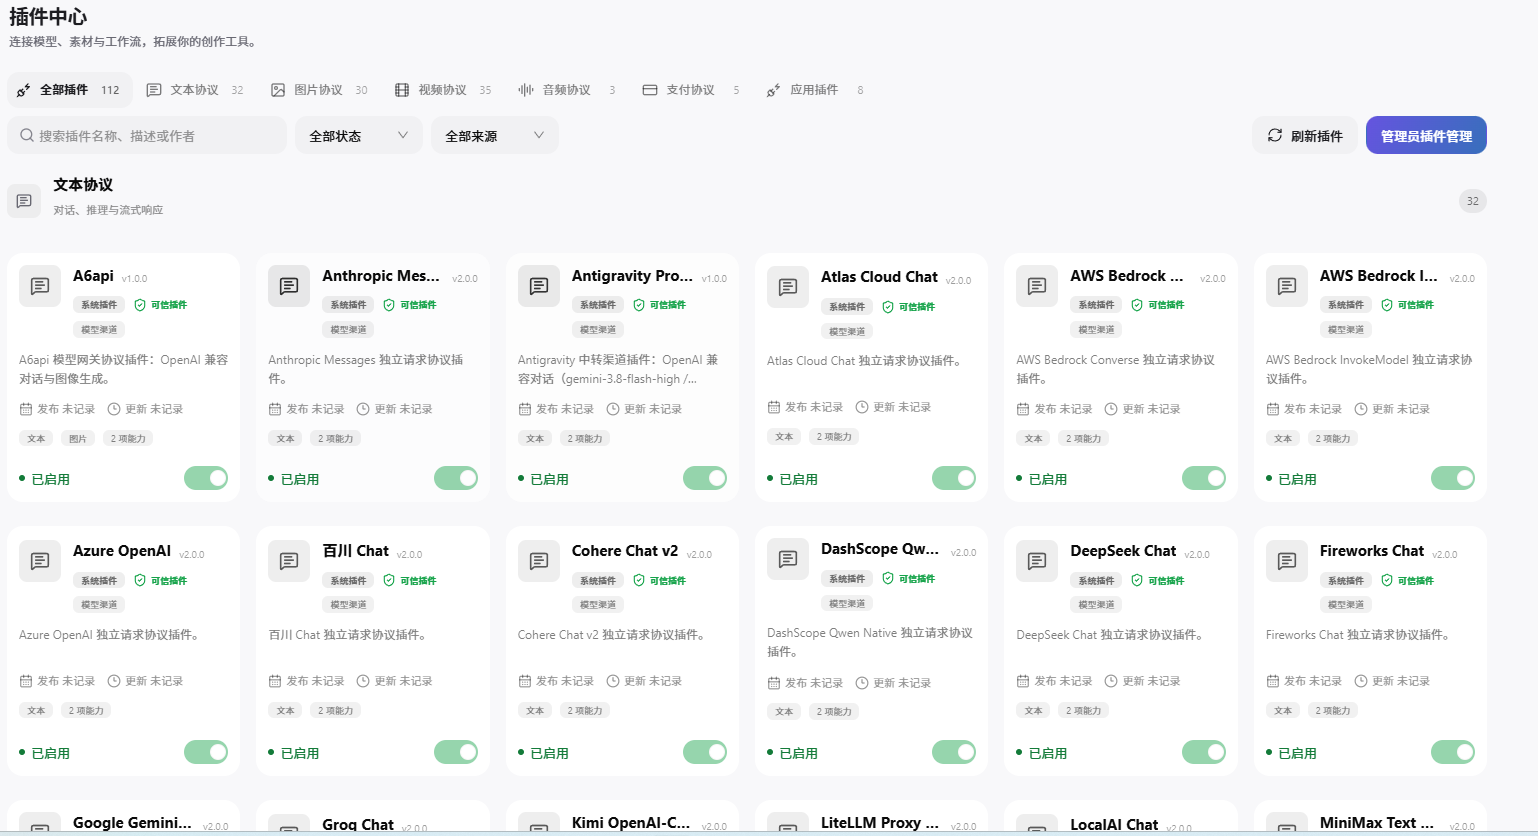 插件中心
连接模型、素材与工作流，拓展你的创作工具。
全部插件 112 文本协议 32 图片协议 30 视频协议 35 音频协议 3 支付协议 5 应用插件 8
搜索插件名称、描述或作者 全部状态 全部来源 刷新插件 管理员插件管理
文本协议
对话、推理与流式响应
32
A6api v1.0.0
系统插件 可信插件
模型渠道
A6api 模型网关协议插件：OpenAI 兼容
对话与图像生成。
发布 未记录 更新 未记录
文本 图片 2 项能力
已启用
Anthropic Mes... v2.0.0
系统插件 可信插件
模型渠道
Anthropic Messages 独立请求协议插
件。
发布 未记录 更新 未记录
文本 2 项能力
已启用
Antigravity Pro... v1.0.0
系统插件 可信插件
模型渠道
Antigravity 中转渠道插件：OpenAI 兼
容对话（gemini-3.8-flash-high /...
发布 未记录 更新 未记录
文本 2 项能力
已启用
Atlas Cloud Chat v2.0.0
系统插件 可信插件
模型渠道
Atlas Cloud Chat 独立请求协议插件。
发布 未记录 更新 未记录
文本 2 项能力
已启用
AWS Bedrock ... v2.0.0
系统插件 可信插件
模型渠道
AWS Bedrock Converse 独立请求协议
插件。
发布 未记录 更新 未记录
文本 2 项能力
已启用
AWS Bedrock I... v2.0.0
系统插件 可信插件
模型渠道
AWS Bedrock InvokeModel 独立请求协
议插件。
发布 未记录 更新 未记录
文本 2 项能力
已启用
Azure OpenAI v2.0.0
系统插件 可信插件
模型渠道
Azure OpenAI 独立请求协议插件。
发布 未记录 更新 未记录
文本 2 项能力
已启用
百川 Chat v2.0.0
系统插件 可信插件
模型渠道
百川 Chat 独立请求协议插件。
发布 未记录 更新 未记录
文本 2 项能力
已启用
Cohere Chat v2 v2.0.0
系统插件 可信插件
模型渠道
Cohere Chat v2 独立请求协议插件。
发布 未记录 更新 未记录
文本 2 项能力
已启用
DashScope Qw... v2.0.0
系统插件 可信插件
模型渠道
DashScope Qwen Native 独立请求协议
插件。
发布 未记录 更新 未记录
文本 2 项能力
已启用
DeepSeek Chat v2.0.0
系统插件 可信插件
模型渠道
DeepSeek Chat 独立请求协议插件。
发布 未记录 更新 未记录
文本 2 项能力
已启用
Fireworks Chat v2.0.0
系统插件 可信插件
模型渠道
Fireworks Chat 独立请求协议插件。
发布 未记录 更新 未记录
文本 2 项能力
已启用
Google Gemini... v2.0.0
Groq Chat v2.0.0
Kimi OpenAI-C... v2.0.0
LiteLLM Proxy ... v2.0.0
LocalAI Chat v2.0.0
MiniMax Text ... v2.0.0